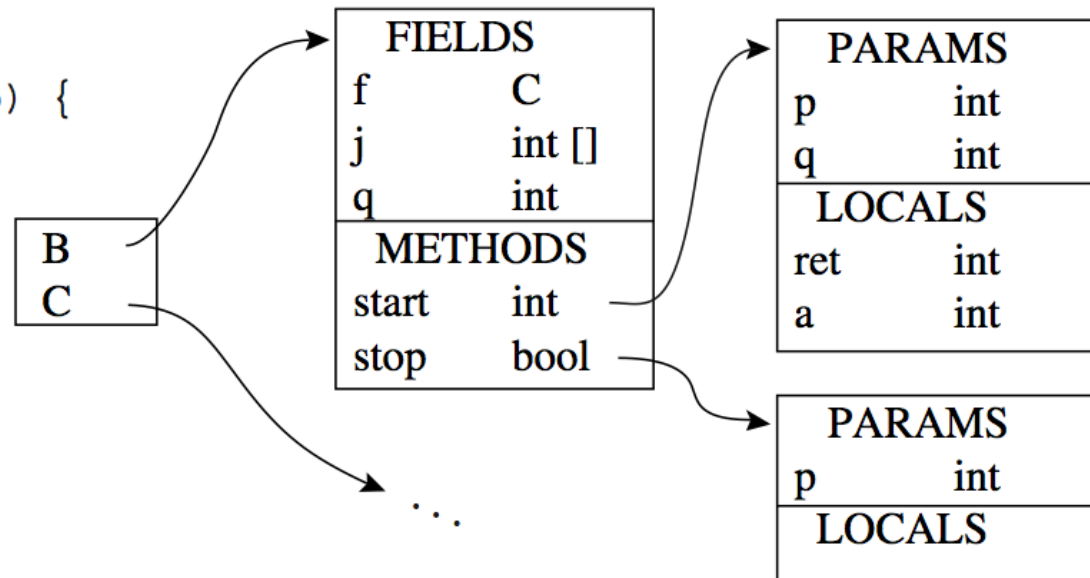 ) {
B
C
FIELDS
f C
j int []
q int
METHODS
start int
stop bool
...
PARAMS
p int
q int
LOCALS
ret int
a int
PARAMS
p int
LOCALS